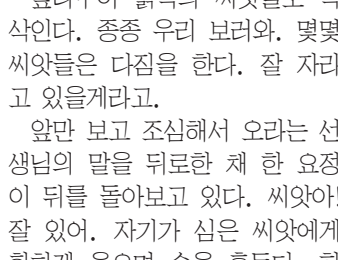 삭인다. 종종 우리 보러와. 몇몇
씨앗들은 다짐을 한다. 잘 자라
고 있을게라고.
앞만 보고 조심해서 오라는 선
생님의 말을 뒤로한 채 한 요정
이 뒤를 돌아보고 있다. 씨앗아!
잘 있어. 자기가 심은 씨앗에게